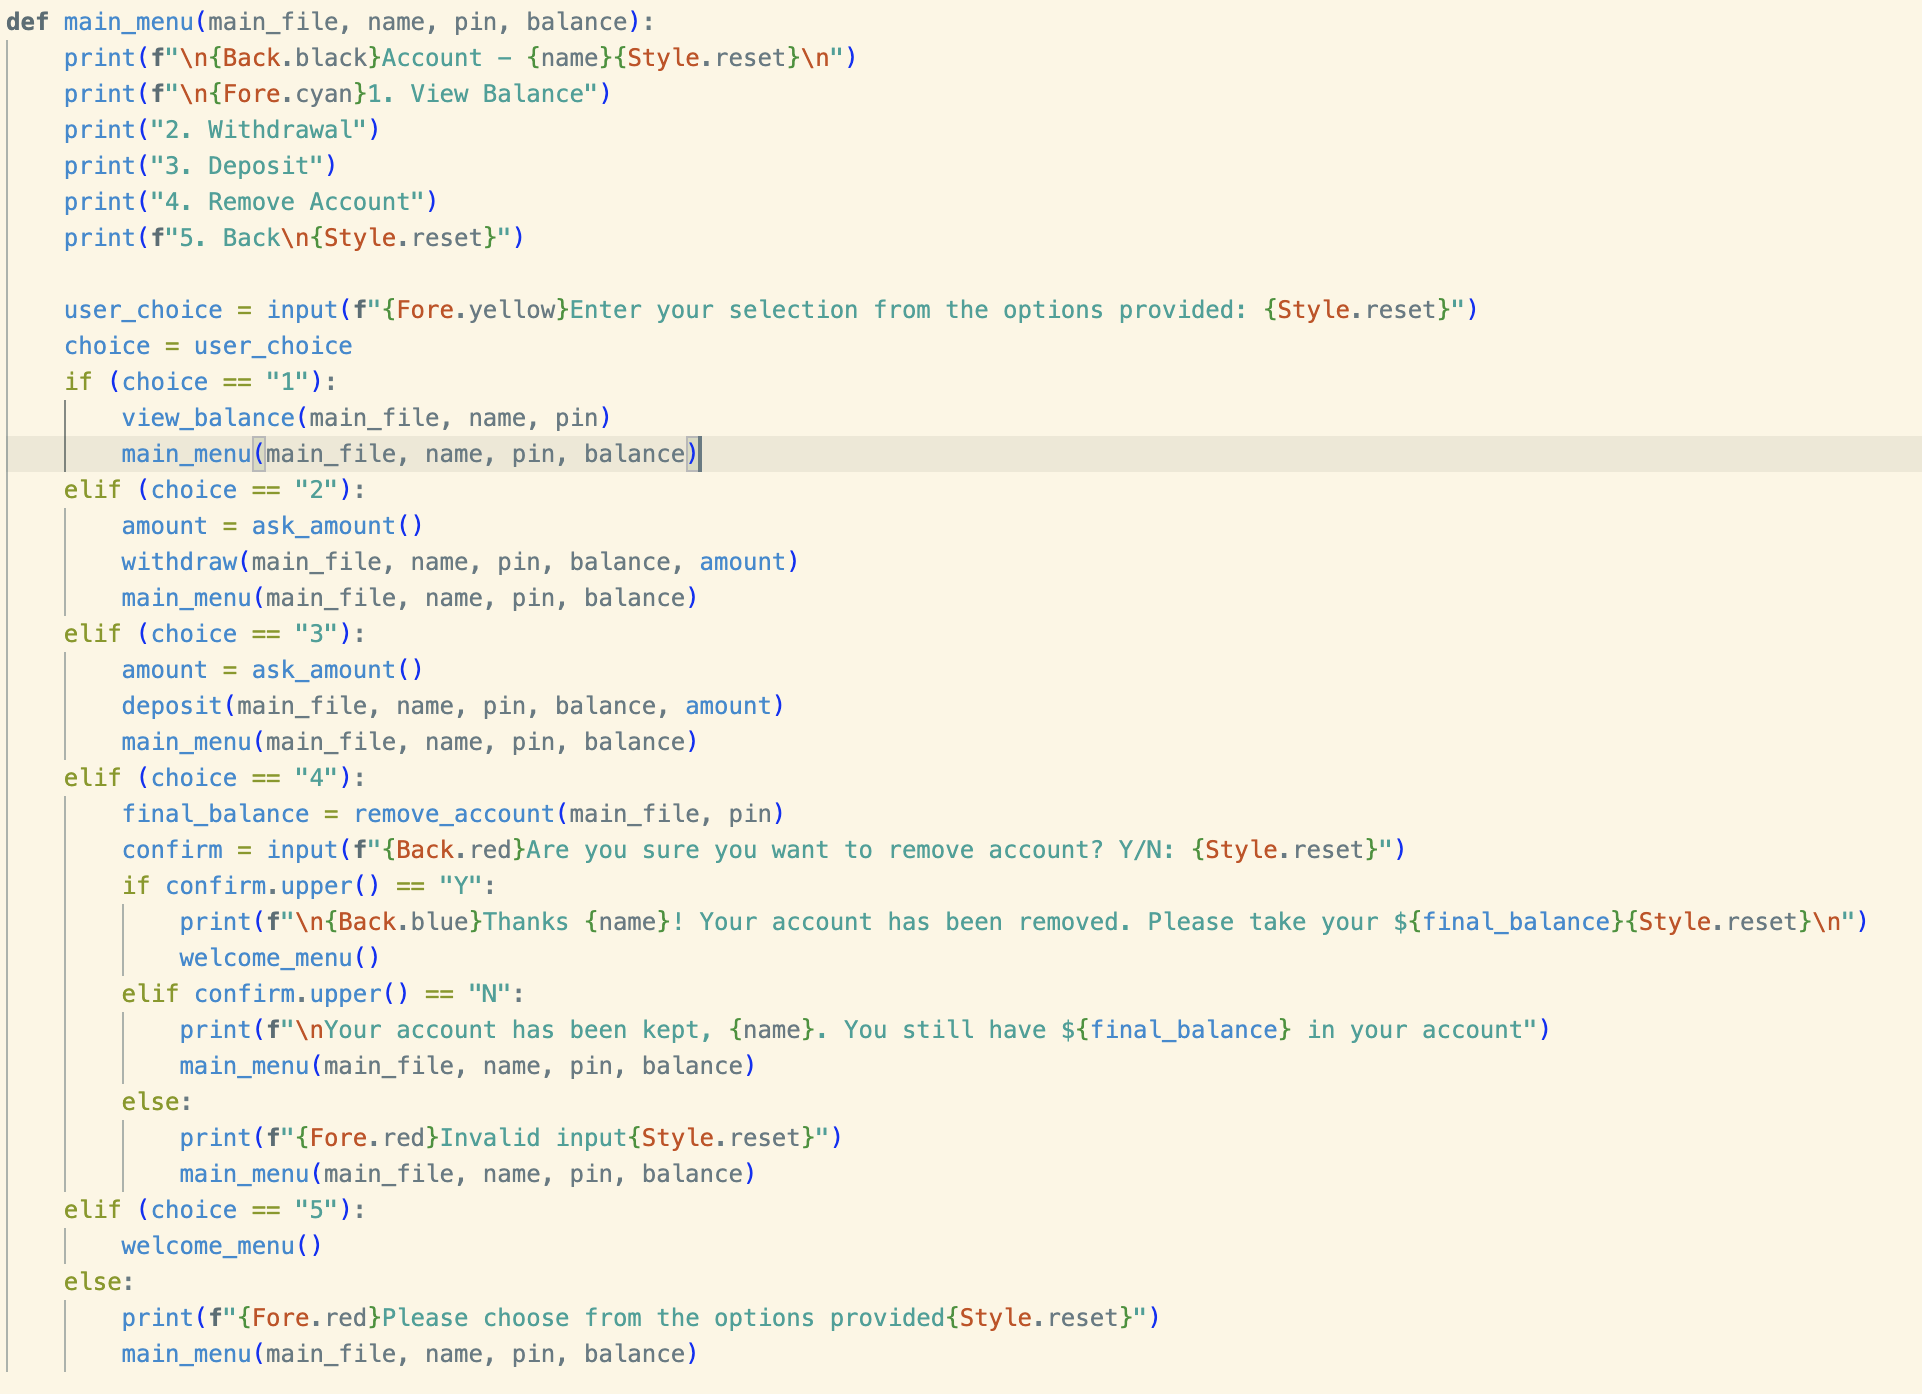 def main_menu(main_file, name, pin, balance):
    print(f"\n{Back.black}Account – {name}{Style.reset}\n")
    print(f"\n{Fore.cyan}1. View Balance")
    print("2. Withdrawal")
    print("3. Deposit")
    print("4. Remove Account")
    print(f"5. Back\n{Style.reset}")

    user_choice = input(f"{Fore.yellow}Enter your selection from the options provided: {Style.reset}")
    choice = user_choice
    if (choice == "1"):
        view_balance(main_file, name, pin)
        main_menu(main_file, name, pin, balance)
    elif (choice == "2"):
        amount = ask_amount()
        withdraw(main_file, name, pin, balance, amount)
        main_menu(main_file, name, pin, balance)
    elif (choice == "3"):
        amount = ask_amount()
        deposit(main_file, name, pin, balance, amount)
        main_menu(main_file, name, pin, balance)
    elif (choice == "4"):
        final_balance = remove_account(main_file, pin)
        confirm = input(f"{Back.red}Are you sure you want to remove account? Y/N: {Style.reset}")
        if confirm.upper() == "Y":
            print(f"\n{Back.blue}Thanks {name}! Your account has been removed. Please take your ${final_balance}{Style.reset}\n")
            welcome_menu()
        elif confirm.upper() == "N":
            print(f"\nYour account has been kept, {name}. You still have ${final_balance} in your account")
            main_menu(main_file, name, pin, balance)
        else:
            print(f"{Fore.red}Invalid input{Style.reset}")
            main_menu(main_file, name, pin, balance)
    elif (choice == "5"):
        welcome_menu()
    else:
        print(f"{Fore.red}Please choose from the options provided{Style.reset}")
        main_menu(main_file, name, pin, balance)